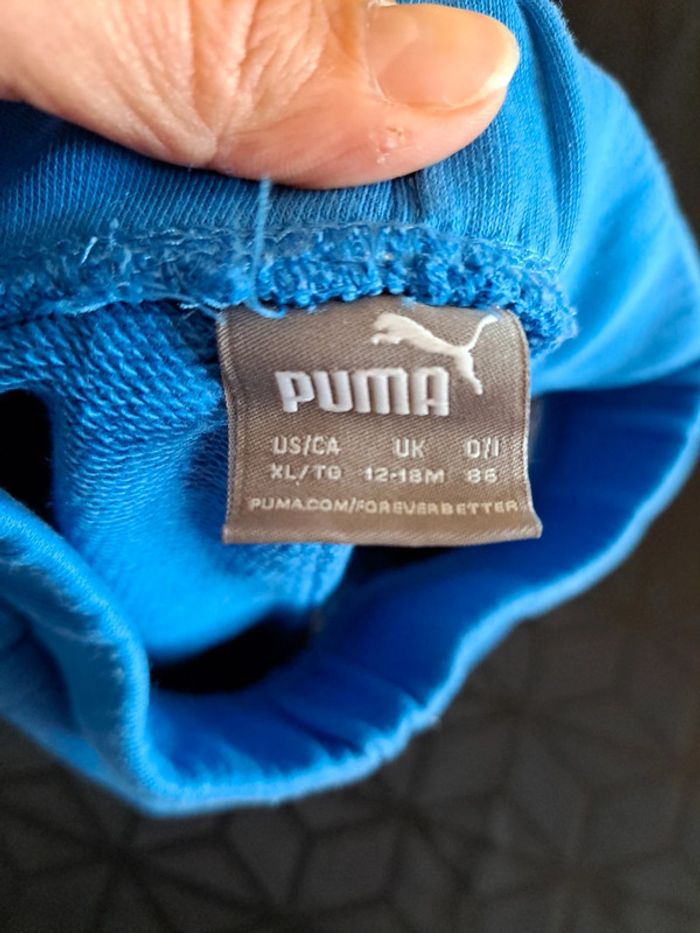 PUMA
US/CA UK D/I
XL/TG 12-18M 86
PUMA.COM/FOREVERBETTER